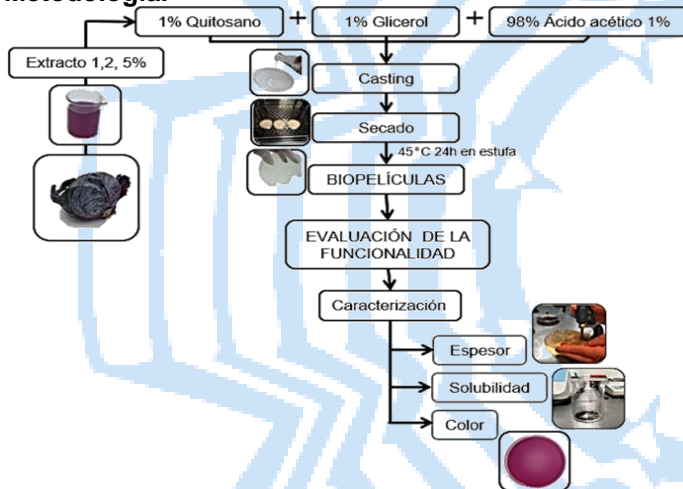 Metodología.
1% Quitosano + 1% Glicerol + 98% Ácido acético 1%
Extracto 1,2, 5%
Casting
Secado
45°C 24h en estufa
BIOPELÍCULAS
EVALUACIÓN DE LA
FUNCIONALIDAD
Caracterización
Espesor
Solubilidad
Color